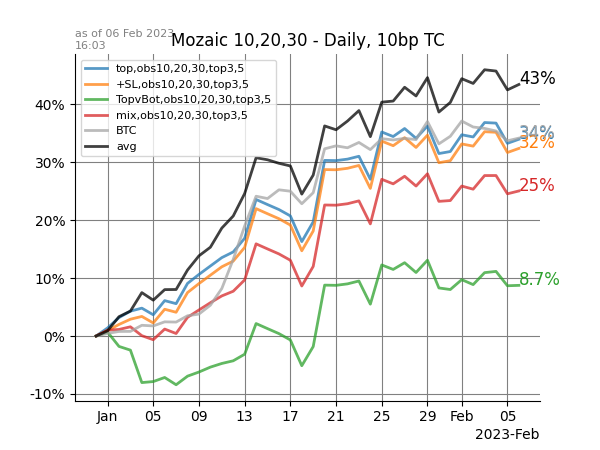 as of 06 Feb 2023
16:03
Mozaic 10,20,30 - Daily, 10bp TC
top,obs10,20,30,top3,5
+SL,obs10,20,30,top3,5
TopvBot,obs10,20,30,top3,5
mix,obs10,20,30,top3,5
BTC
avg
40%
30%
20%
10%
0%
-10%
43%
34%
32%
25%
8.7%
Jan 05 09 13 17 21 25 29 Feb 05
2023-Feb